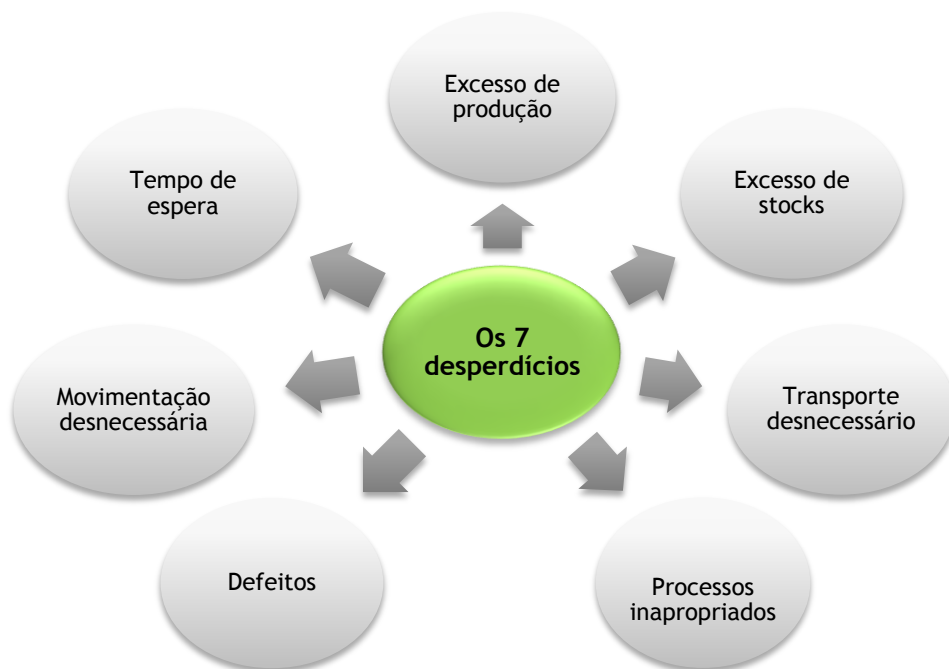 Excesso de
produção
Tempo de
espera
Excesso de
stocks
Os 7
desperdícios
Movimentação
desnecessária
Transporte
desnecessário
Defeitos
Processos
inapropriados